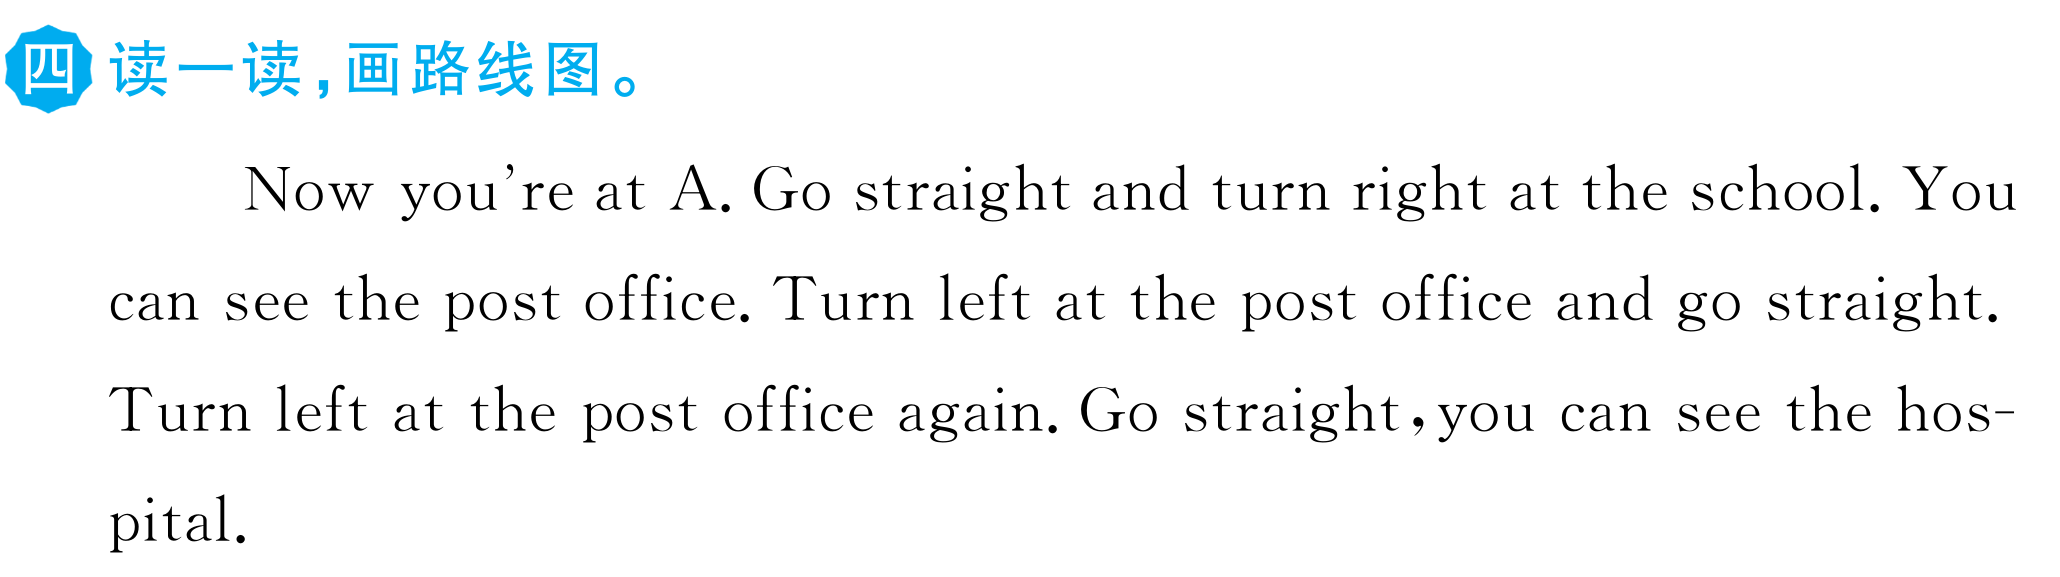 四 读一读,画路线图。
Now you're at A. Go straight and turn right at the school. You
can see the post office. Turn left at the post office and go straight.
Turn left at the post office again. Go straight,you can see the hos-
pital.